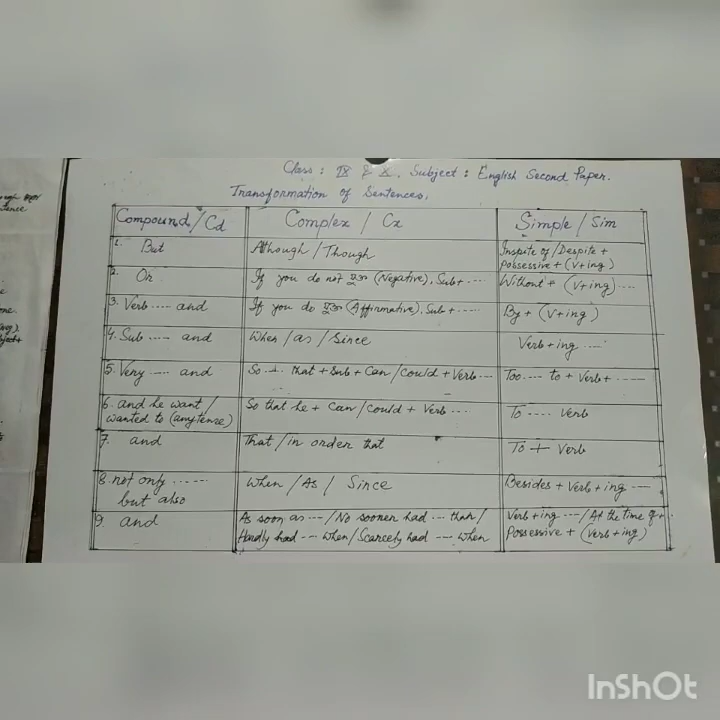 Class : IX & X. Subject : English Second Paper.
Transformation of Sentences.
Compound / Cd
Complex / Cx
Simple / Sim
1. But
Although / Though
Inspite of / Despite +
possessive + (V+ing)
2. Or
If you do not যুক্ত (Negative), Sub + ----
Without + (V+ing) ----
3. Verb ---- and
If you do যুক্ত (Affirmative), Sub + ----
By + (V+ing)
4. Sub ---- and
When / as / Since
Verb+ing ----
5. Very ---- and
So --- that + Sub + Can / could + Verb ---
Too ---- to + Verb + -----
6. and he want /
wanted to (any tense)
So that he + Can / could + Verb ----
To ---- Verb
7. and
That / in order that
To + Verb
8. not only ------
but also
When / As / Since
Besides + Verb + ing ----
9. and
As soon as --- / No sooner had --- than /
Hardly had --- when / Scarcely had --- when
Verb+ing --- / At the time of +
Possessive + (Verb+ing)
InShOt